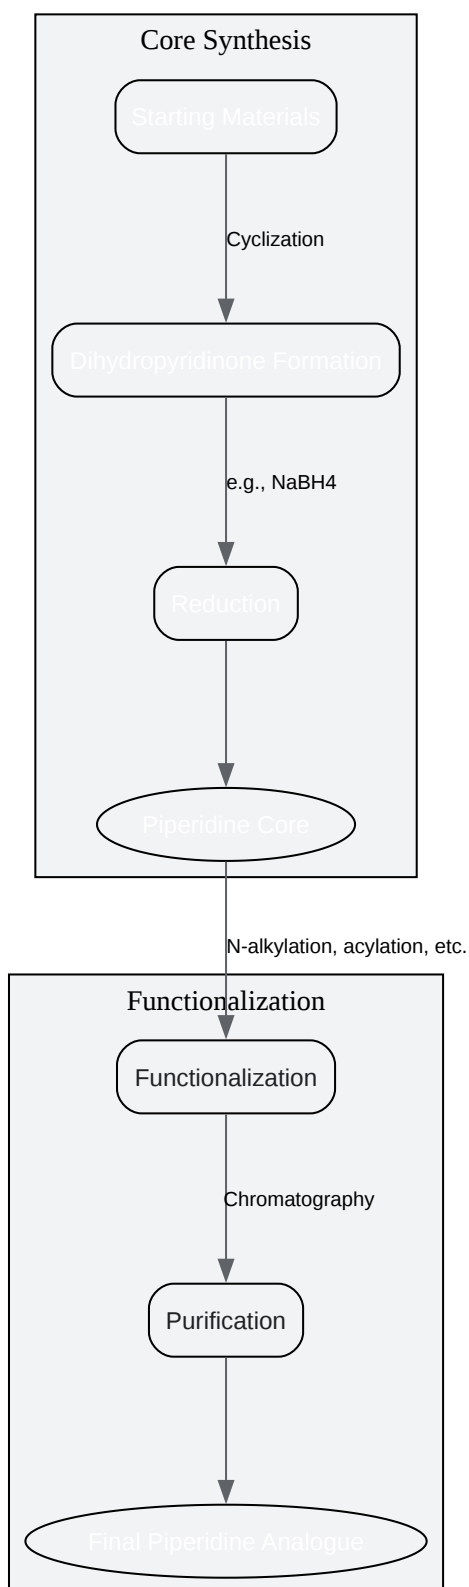 Core Synthesis
Starting Materials
Cyclization
Dihydropyridinone Formation
e.g., NaBH4
Reduction
Piperidine Core
N-alkylation, acylation, etc.
Functionalization
Functionalization
Chromatography
Purification
Final Piperidine Analogue